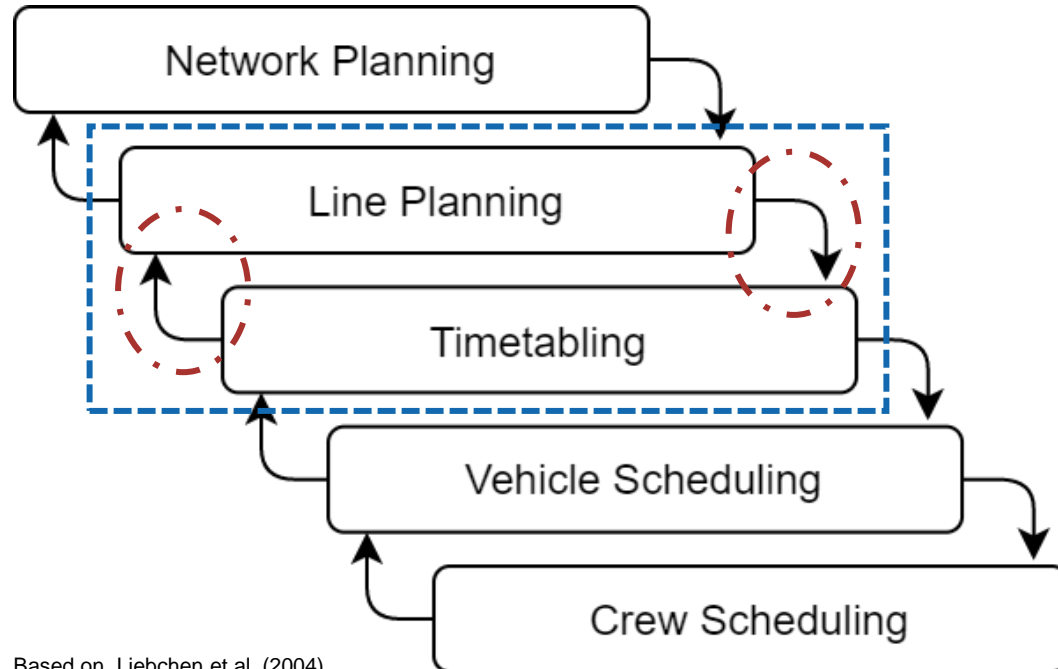 Network Planning
Line Planning
Timetabling
Vehicle Scheduling
Crew Scheduling
Based on Liebchen et al. (2004)